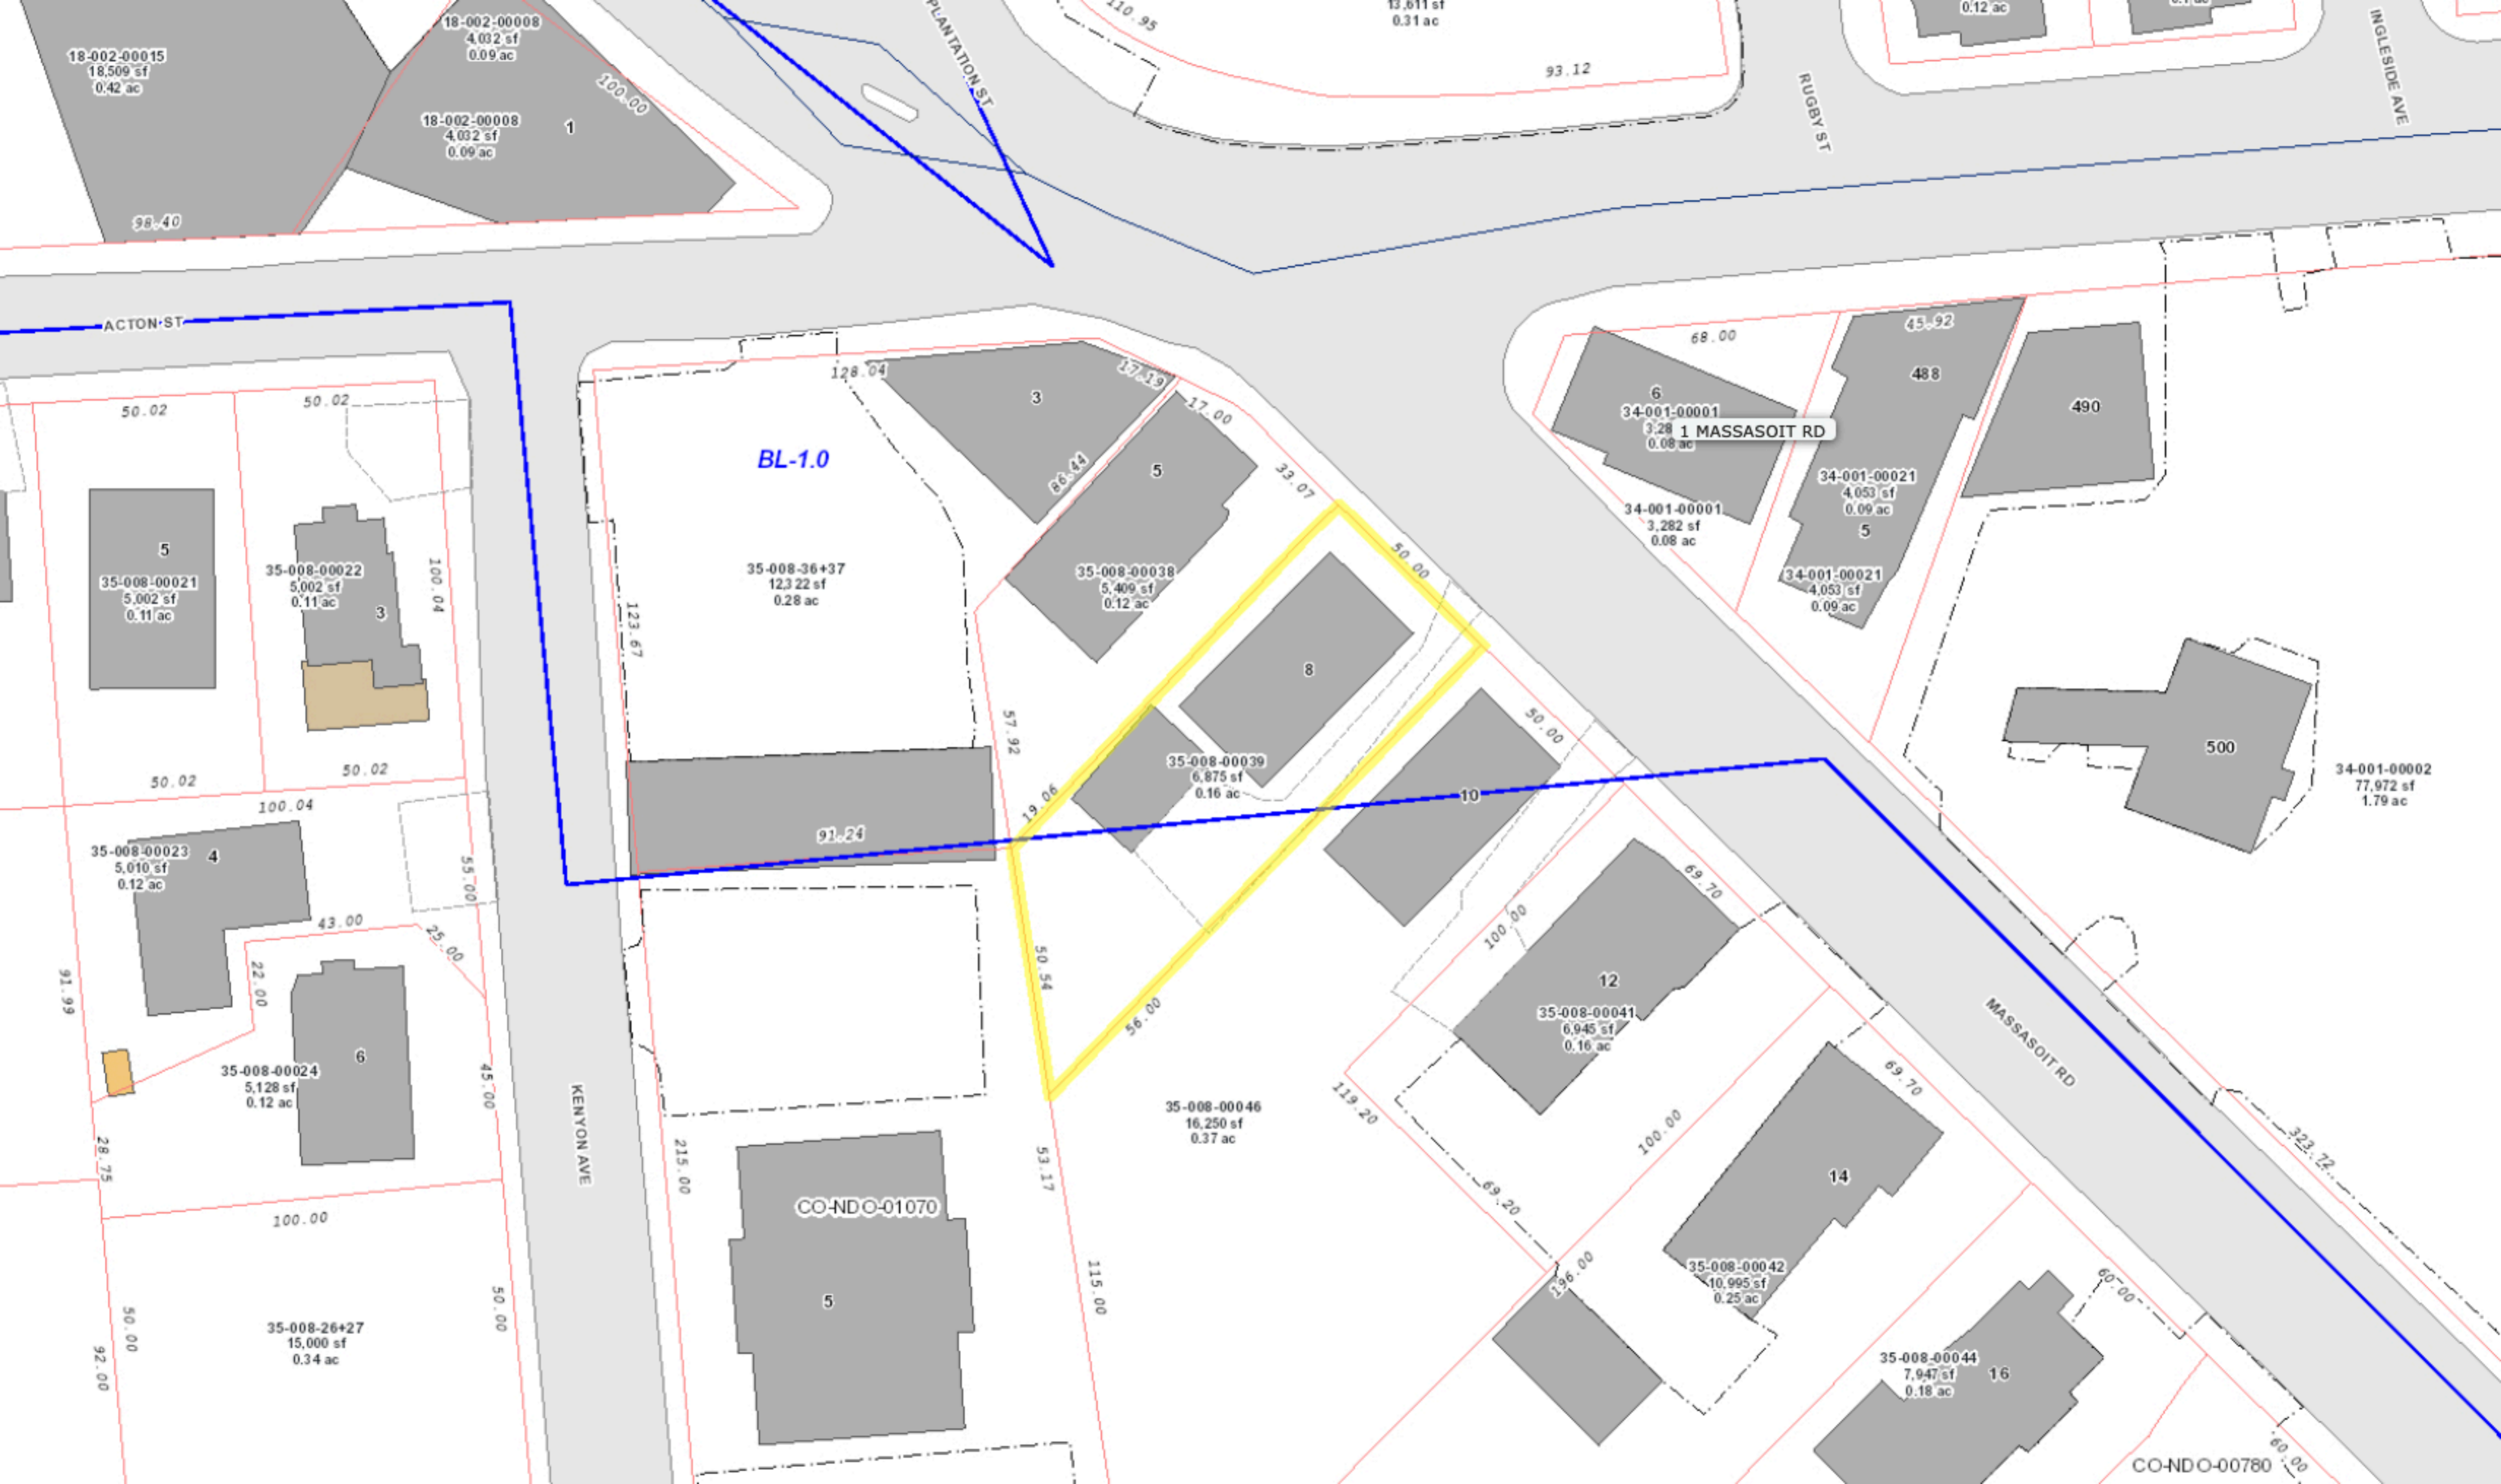 18-002-00015
18,509 sf
0.42 ac
18-002-00008
4,032 sf
0.09 ac
100.00
18-002-00008
4,032 sf
0.09 ac
1
98.40
PLANTATION ST
110.95
13,611 sf
0.31 ac
93.12
RUGBY ST
0.12 ac
INGLESIDE AVE
ACTON ST
50.02
50.02
128.04
17.19
3
17.00
BL-1.0
86.44
5
33.07
68.00
45.92
488
490
6
34-001-00001
3,28
0.08 ac
1 MASSASOIT RD
34-001-00001
3,282 sf
0.08 ac
34-001-00021
4,053 sf
0.09 ac
5
34-001-00021
4,053 sf
0.09 ac
5
35-008-00021
5,002 sf
0.11 ac
35-008-00022
5,002 sf
0.11 ac
3
100.04
123.67
35-008-36+37
12,322 sf
0.28 ac
35-008-00038
5,409 sf
0.12 ac
50.00
8
57.92
50.00
50.02
50.02
100.04
19.06
35-008-00039
6,875 sf
0.16 ac
10
500
34-001-00002
77,972 sf
1.79 ac
91.24
35-008-00023
5,010 sf
0.12 ac
4
55.00
43.00
25.00
69.70
100.00
91.99
22.00
50.54
56.00
12
35-008-00041
6,945 sf
0.16 ac
MASSASOIT RD
35-008-00024
5,128 sf
0.12 ac
6
45.00
KENYON AVE
35-008-00046
16,250 sf
0.37 ac
119.20
69.70
100.00
323.72
28.75
215.00
53.17
69.20
14
CO-NDO-01070
100.00
5
115.00
196.00
35-008-00042
10,995 sf
0.25 ac
60.00
50.00
92.00
50.00
35-008-26+27
15,000 sf
0.34 ac
35-008-00044
7,947 sf
0.18 ac
16
60.00
CO-NDO-00780